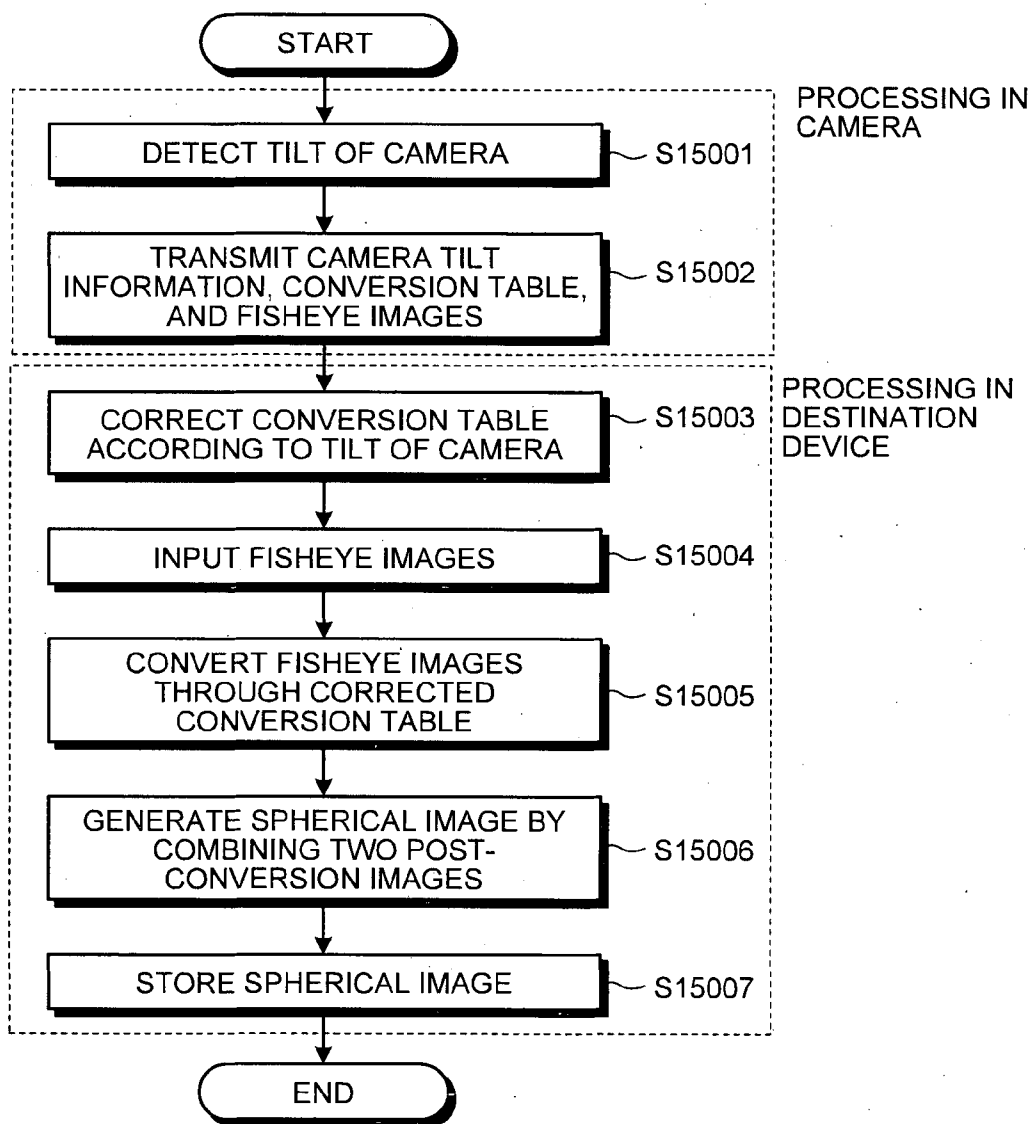 START
PROCESSING IN
CAMERA
DETECT TILT OF CAMERA
S15001
TRANSMIT CAMERA TILT
INFORMATION, CONVERSION TABLE,
AND FISHEYE IMAGES
S15002
PROCESSING IN
DESTINATION
DEVICE
CORRECT CONVERSION TABLE
ACCORDING TO TILT OF CAMERA
S15003
INPUT FISHEYE IMAGES
S15004
CONVERT FISHEYE IMAGES
THROUGH CORRECTED
CONVERSION TABLE
S15005
GENERATE SPHERICAL IMAGE BY
COMBINING TWO POST-
CONVERSION IMAGES
S15006
STORE SPHERICAL IMAGE
S15007
END